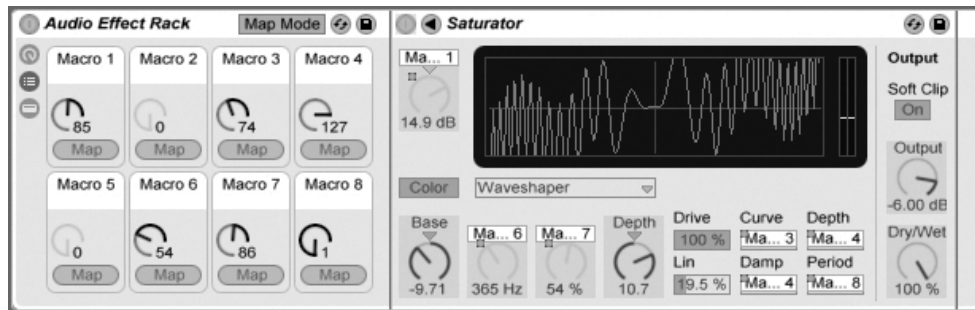 Audio Effect Rack
Map Mode
Macro 1
Macro 2
Macro 3
Macro 4
85
0
74
127
Map
Map
Map
Map
Macro 5
Macro 6
Macro 7
Macro 8
0
54
86
1
Map
Map
Map
Map
Saturator
Ma... 1
14.9 dB
Color
Waveshaper
Base
-9.71
Ma... 6
365 Hz
Ma... 7
54 %
Depth
10.7
Drive
Curve
Depth
100 %
Ma... 3
Ma... 4
Lin
Damp
Period
19.5 %
Ma... 4
Ma... 8
Output
Soft Clip
On
Output
-6.00 dB
Dry/Wet
100 %